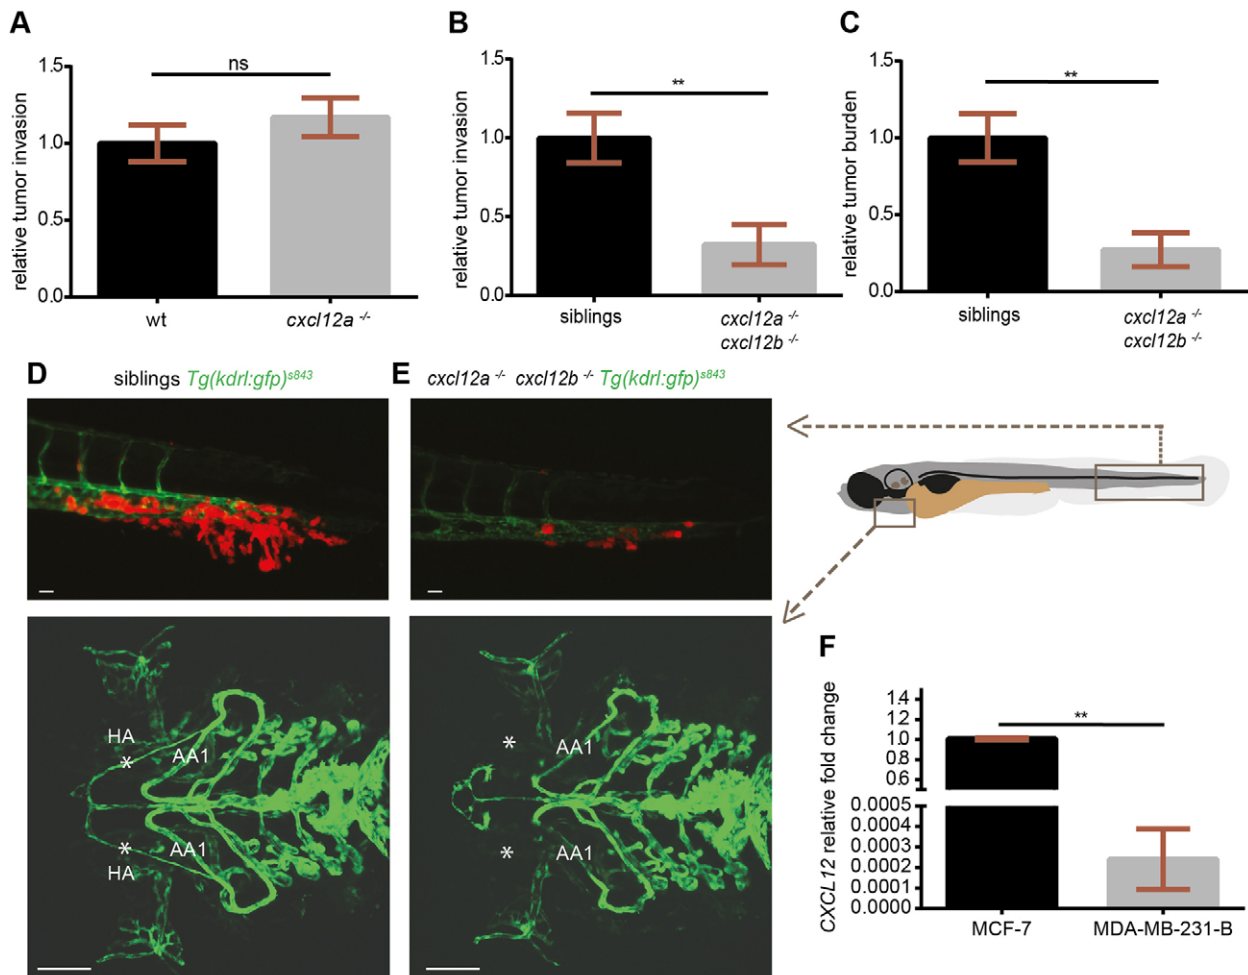 A
1.5
1.0
0.5
0.0
relative tumor invasion
ns
wt
cxcl12a -/-
B
1.5
1.0
0.5
0.0
relative tumor invasion
**
siblings
cxcl12a -/-
cxcl12b -/-
C
1.5
1.0
0.5
0.0
relative tumor burden
**
siblings
cxcl12a -/-
cxcl12b -/-
D
siblings Tg(kdrl:gfp)s843
E
cxcl12a -/- cxcl12b -/- Tg(kdrl:gfp)s843
HA
*
AA1
*
AA1
HA
*
AA1
*
AA1
F
1.4
1.2
1.0
0.8
0.6
0.0005
0.0004
0.0003
0.0002
0.0001
0.0000
CXCL12 relative fold change
**
MCF-7
MDA-MB-231-B